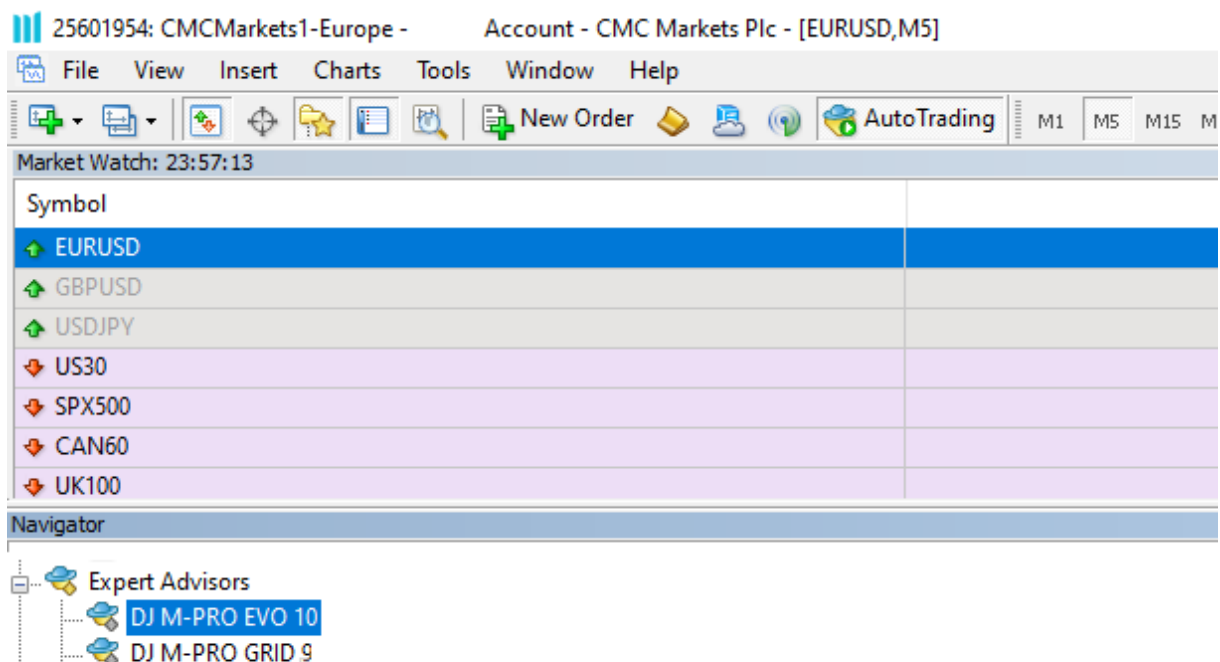 25601954: CMCMarkets1-Europe - Account - CMC Markets Plc - [EURUSD,M5]
File View Insert Charts Tools Window Help
New Order AutoTrading M1 M5 M15
Market Watch: 23:57:13
Symbol
EURUSD
GBPUSD
USDJPY
US30
SPX500
CAN60
UK100
Navigator
Expert Advisors
DJ M-PRO EVO 10
DJ M-PRO GRID 9